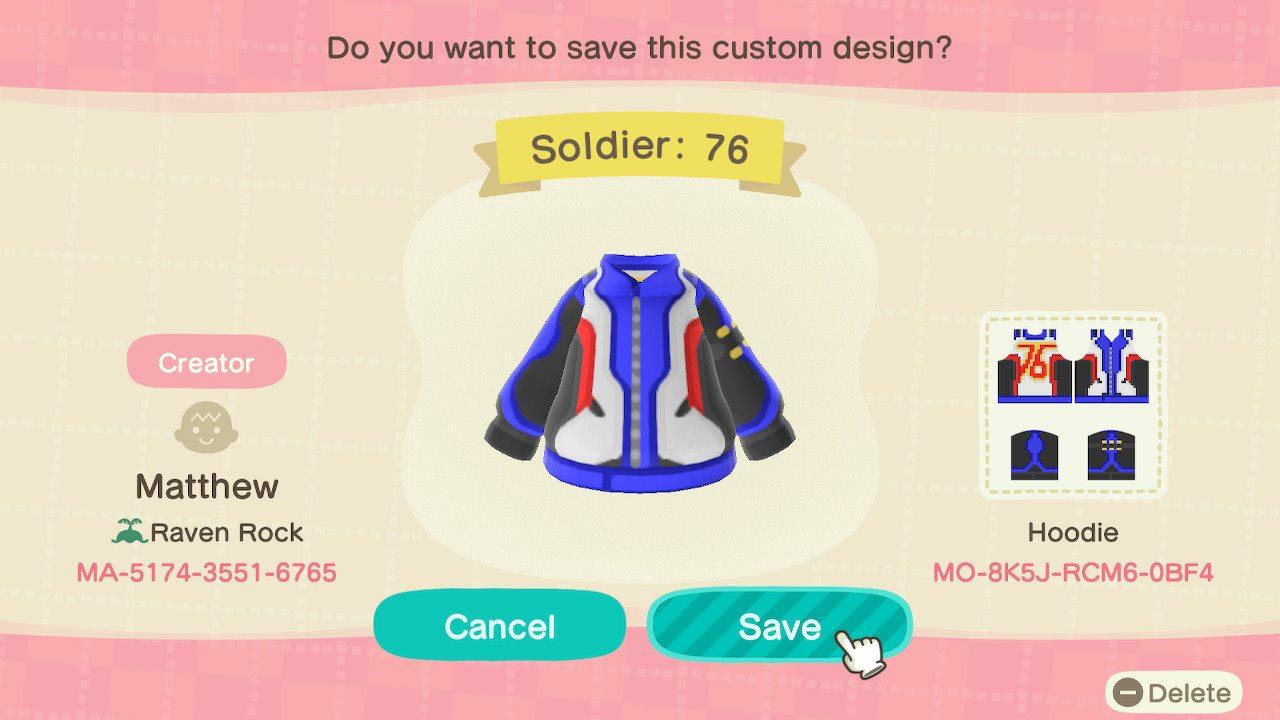 Do you want to save this custom design?
Soldier: 76
Creator
Matthew
Raven Rock
MA-5174-3551-6765
76
Hoodie
MO-8K5J-RCM6-0BF4
Cancel
Save
Delete